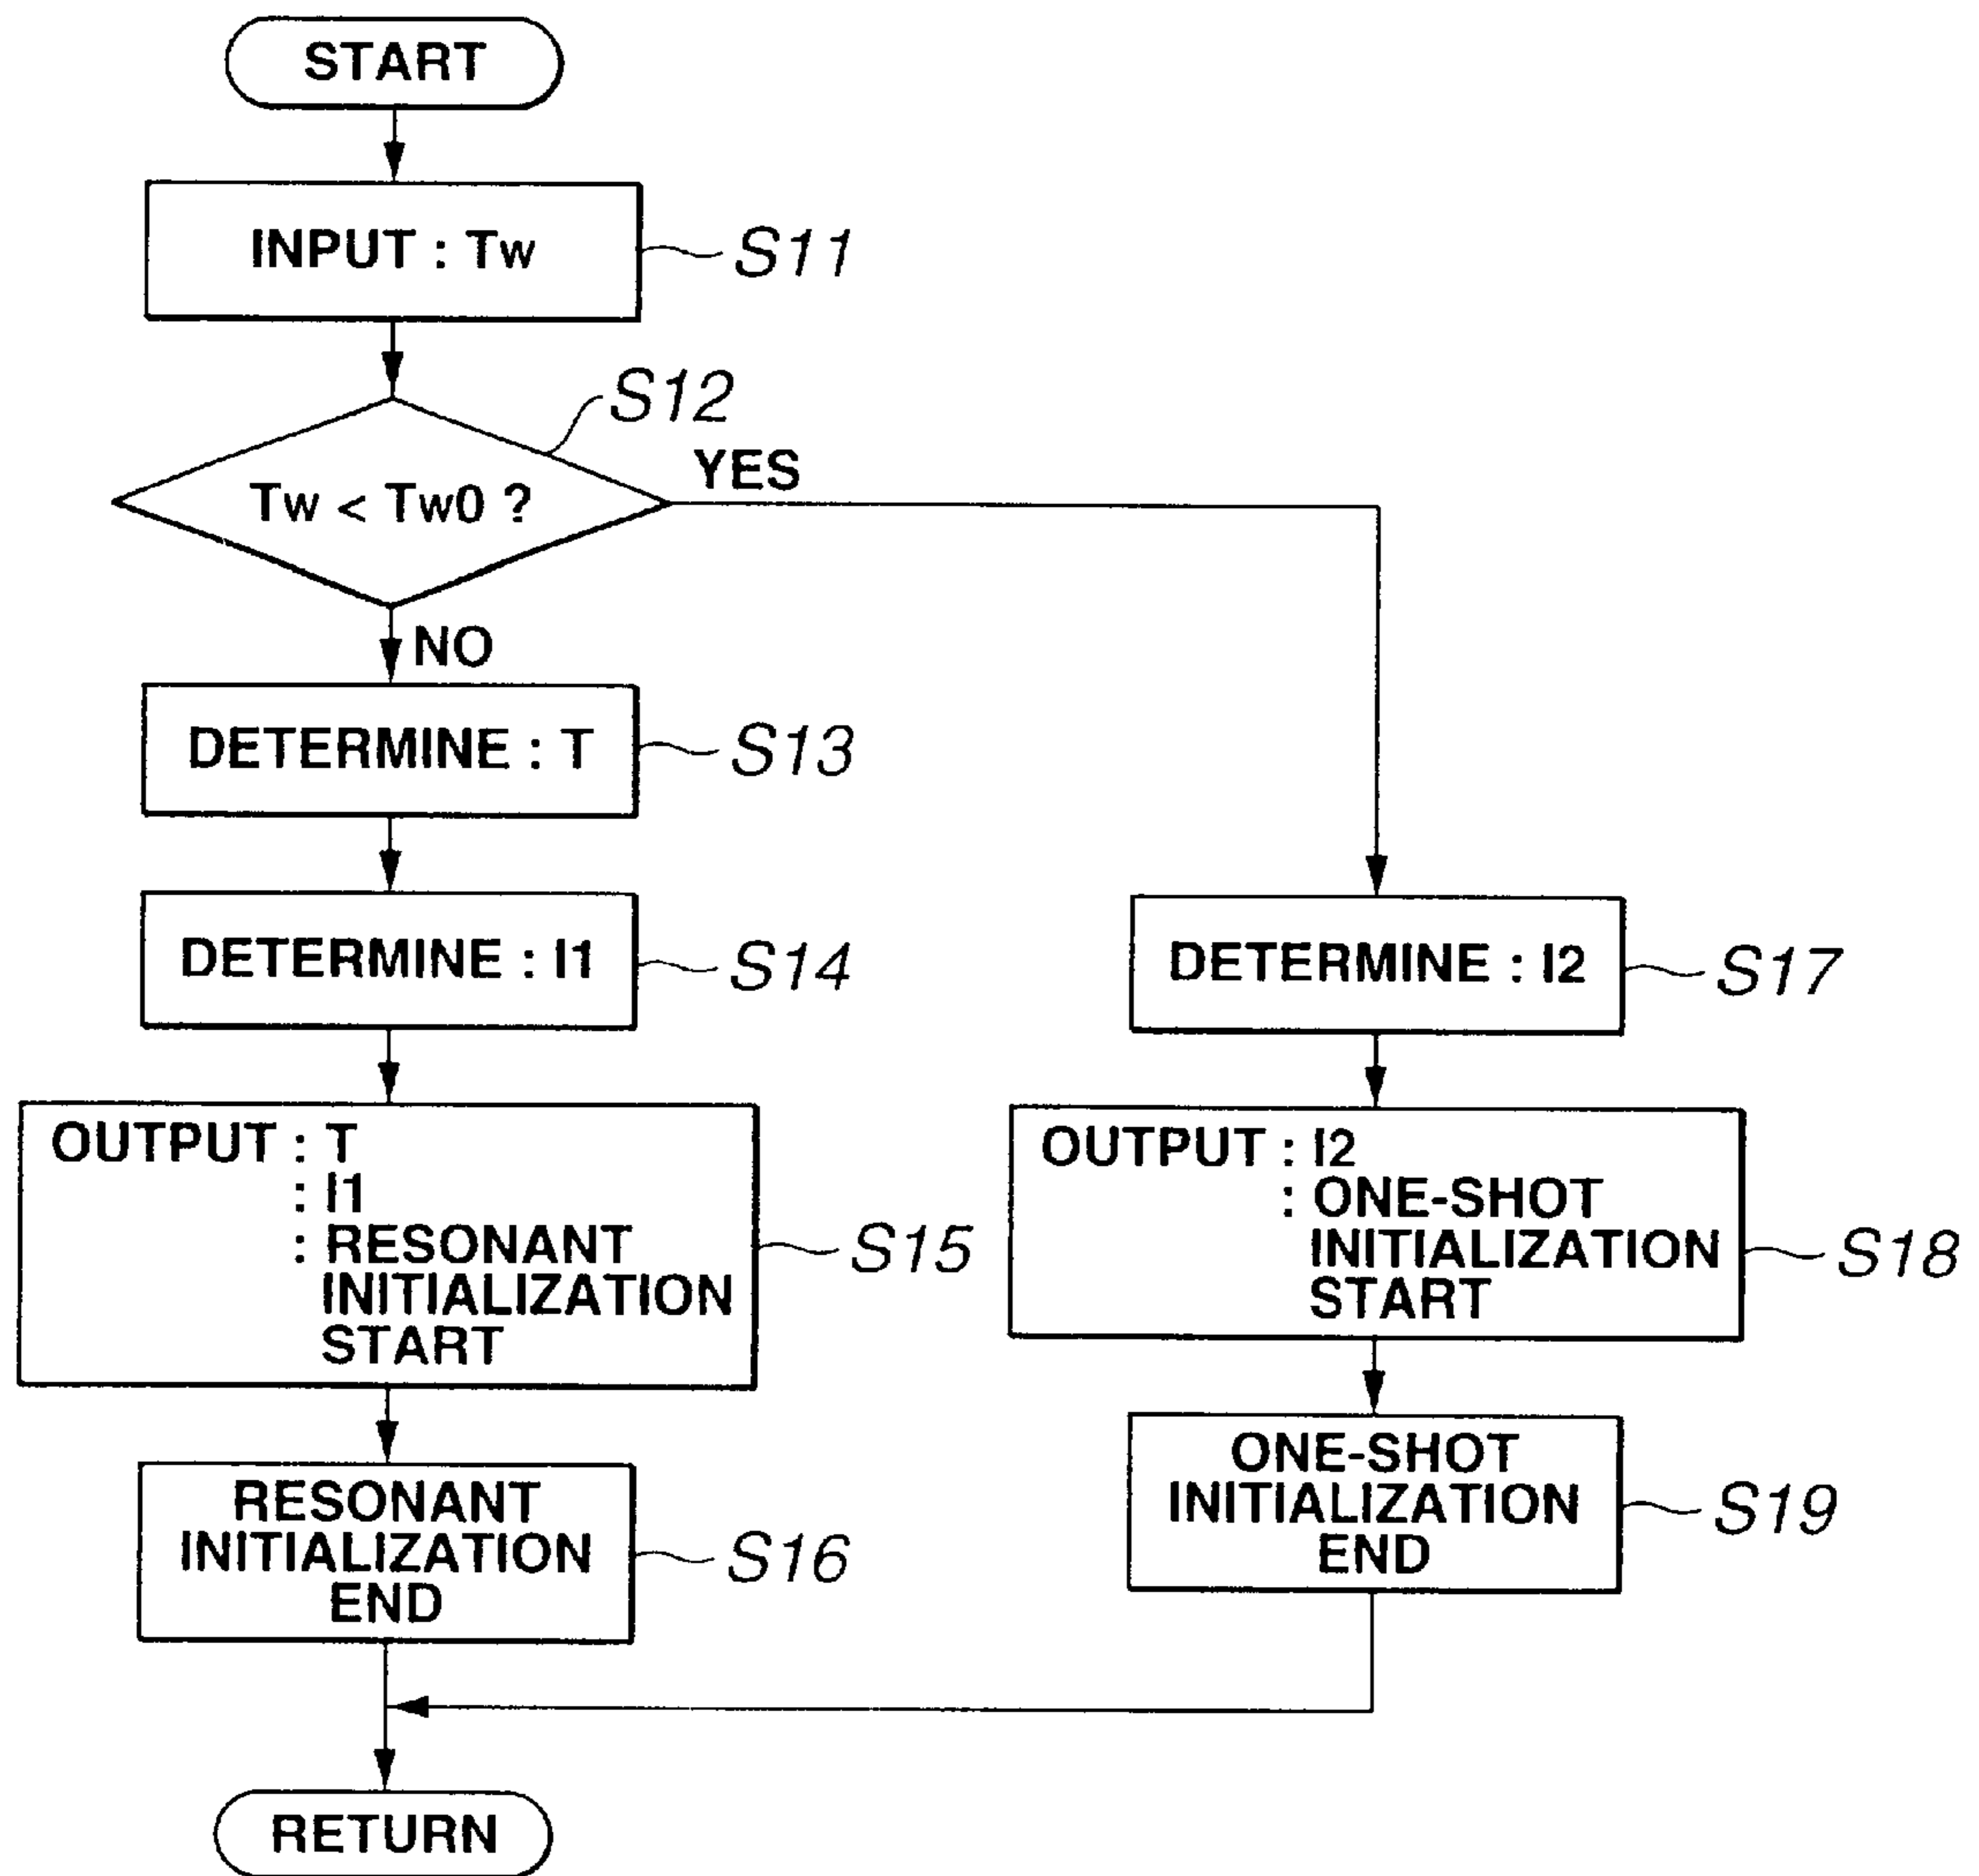 START
INPUT : Tw
S11
S12
Tw < Tw0 ?
YES
NO
DETERMINE : T
S13
DETERMINE : I1
S14
OUTPUT : T
: I1
: RESONANT
INITIALIZATION
START
S15
RESONANT
INITIALIZATION
END
S16
DETERMINE : I2
S17
OUTPUT : I2
: ONE-SHOT
INITIALIZATION
START
S18
ONE-SHOT
INITIALIZATION
END
S19
RETURN